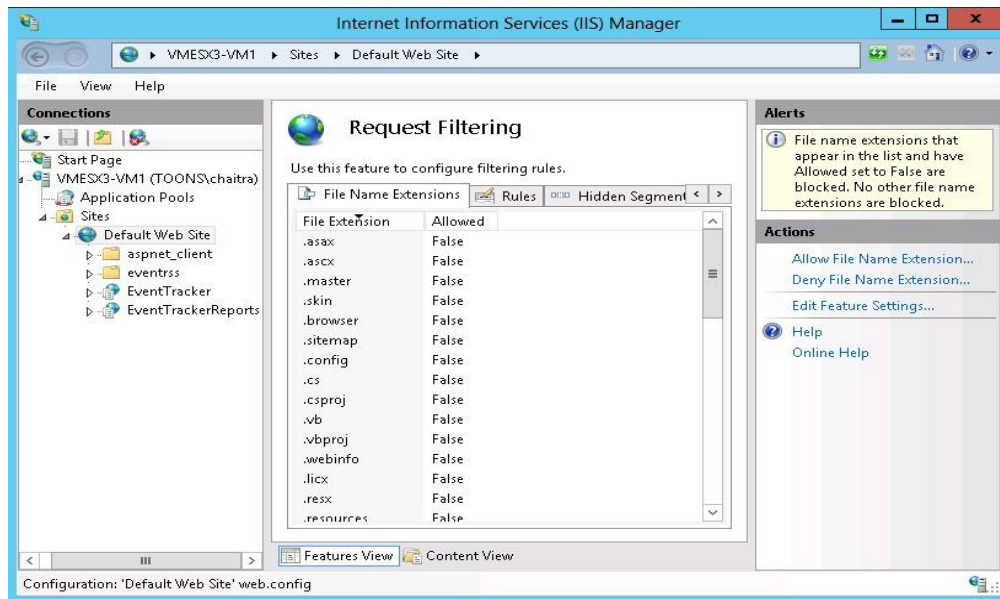 Internet Information Services (IIS) Manager
VMESX3-VM1 Sites Default Web Site
File View Help
Connections
Start Page
VMESX3-VM1 (TOONS\chaitra)
Application Pools
Sites
Default Web Site
aspnet_client
eventrss
EventTracker
EventTrackerReports
Request Filtering
Use this feature to configure filtering rules.
File Name Extensions Rules Hidden Segment
File Extension Allowed
.asax False
.ascx False
.master False
.skin False
.browser False
.sitemap False
.config False
.cs False
.csproj False
.vb False
.vbproj False
.webinfo False
.licx False
.resx False
.resources False
Features View Content View
Alerts
File name extensions that
appear in the list and have
Allowed set to False are
blocked. No other file name
extensions are blocked.
Actions
Allow File Name Extension...
Deny File Name Extension...
Edit Feature Settings...
Help
Online Help
Configuration: 'Default Web Site' web.config